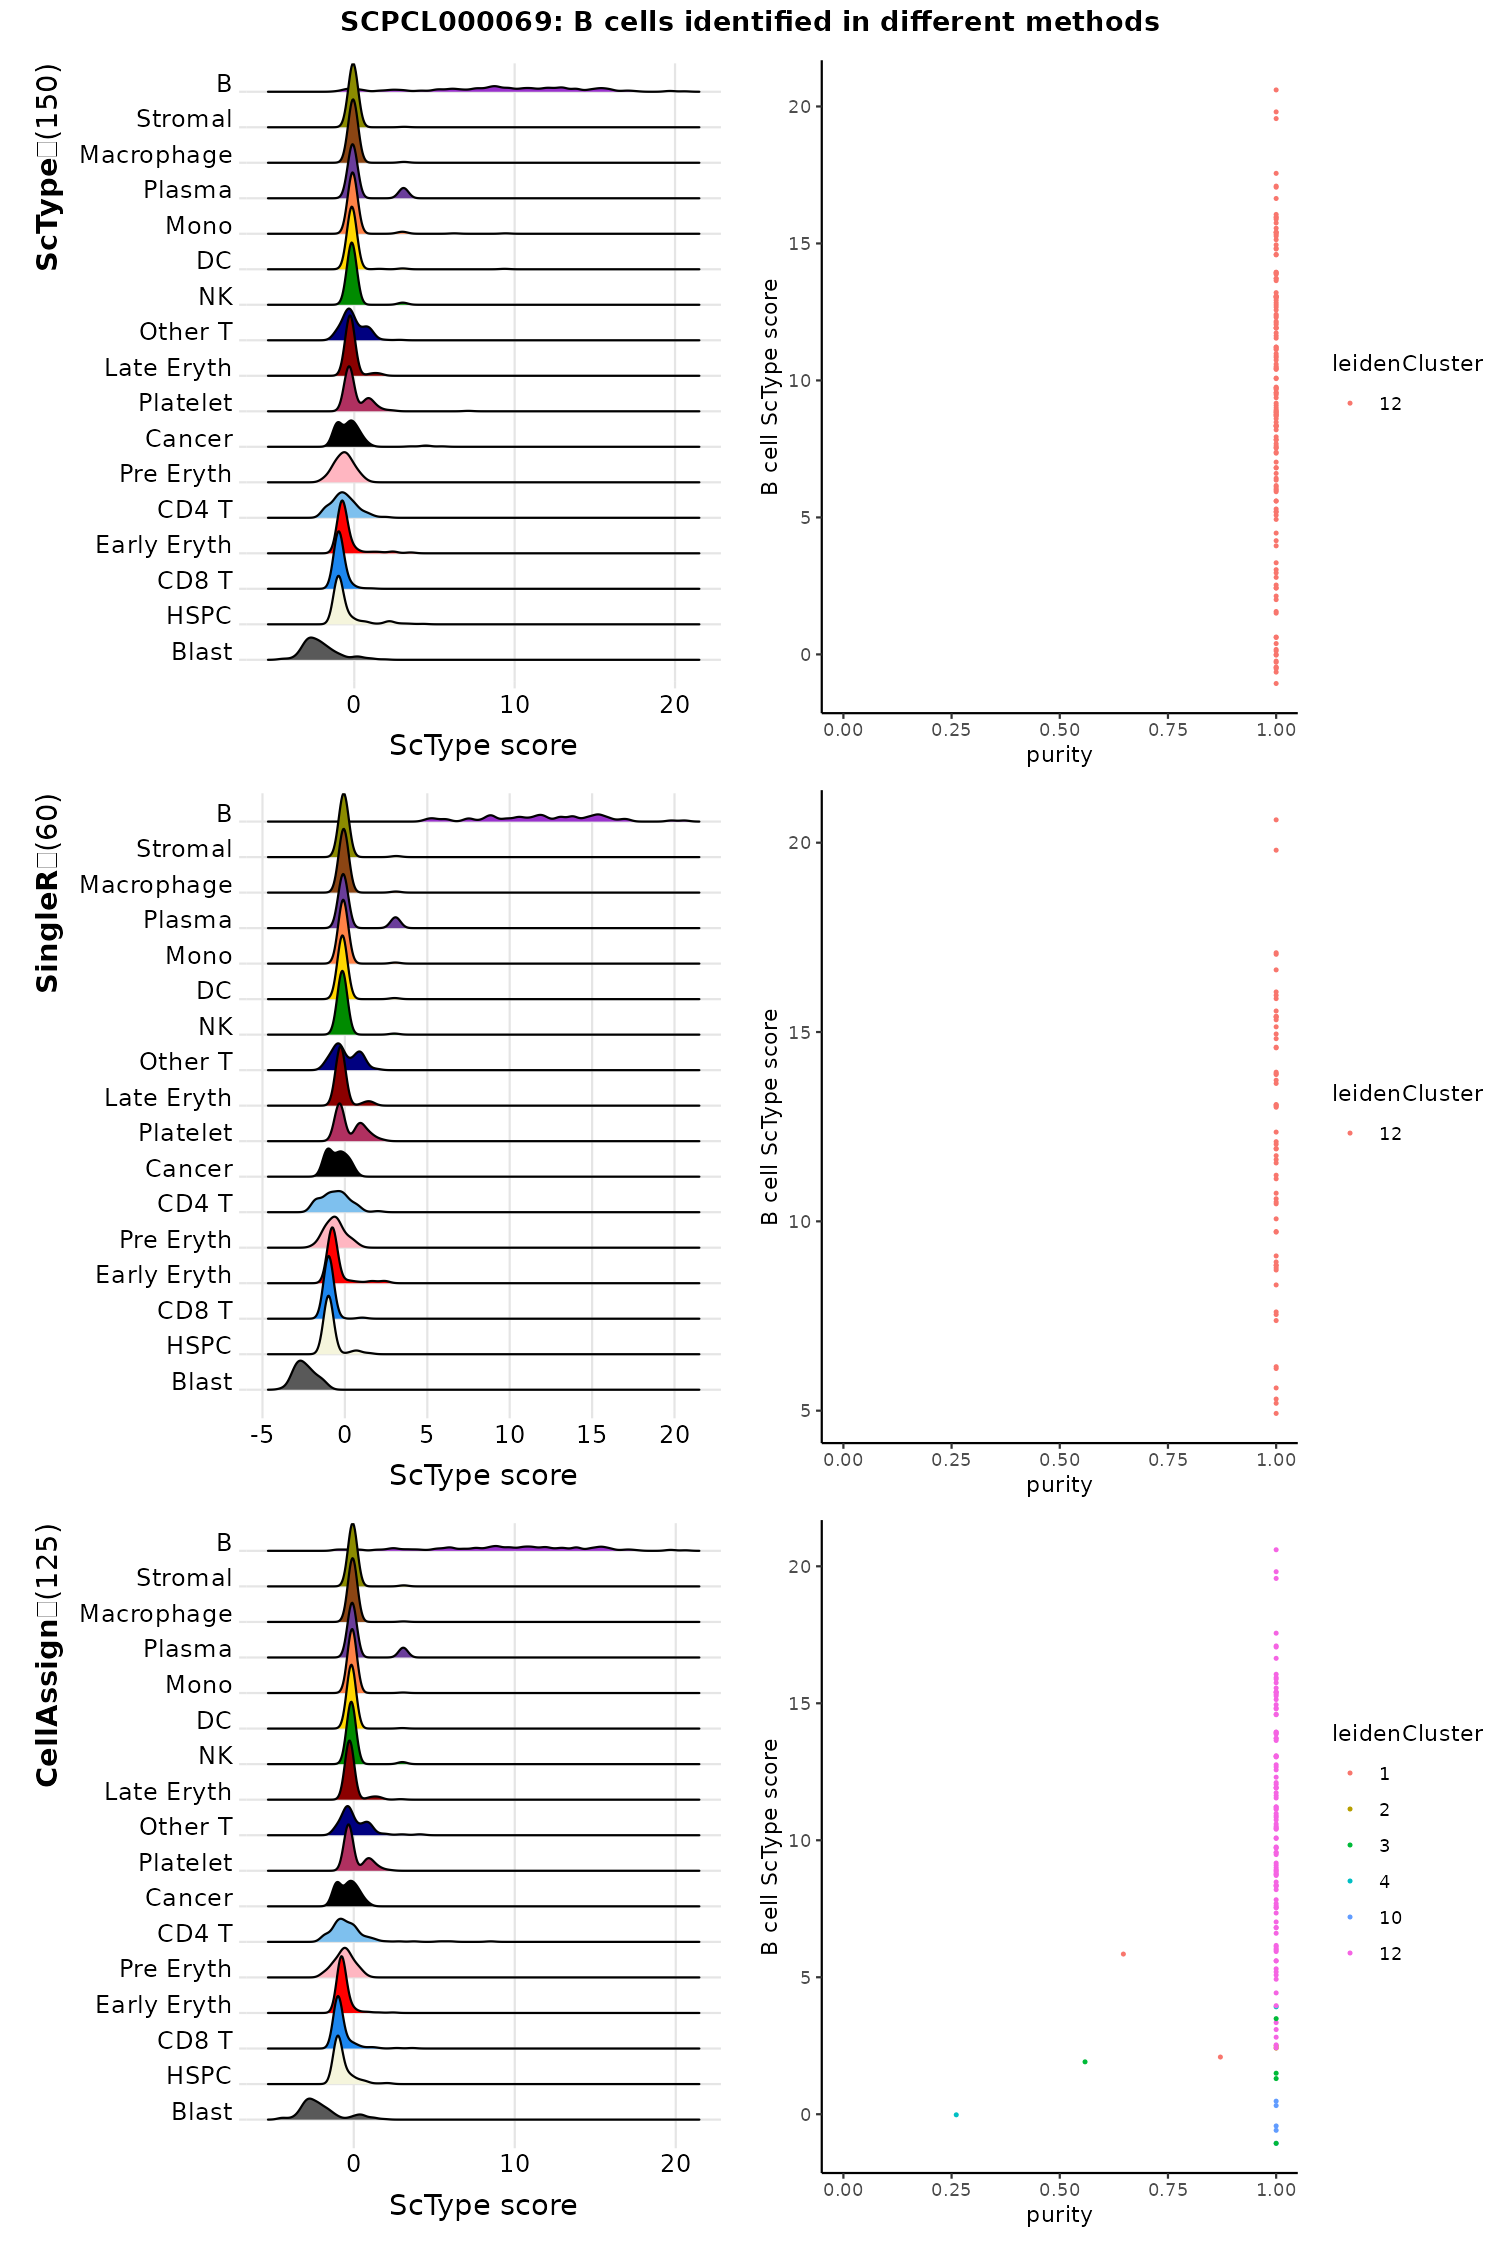 SCPCL000069: B cells identified in different methods
ScType□(150)
B
Stromal
Macrophage
Plasma
Mono
DC
NK
Other T
Late Eryth
Platelet
Cancer
Pre Eryth
CD4 T
Early Eryth
CD8 T
HSPC
Blast
0 10 20
ScType score
B cell ScType score
20
15
10
5
0
0.00 0.25 0.50 0.75 1.00
purity
leidenCluster
12
SingleR□(60)
B
Stromal
Macrophage
Plasma
Mono
DC
NK
Other T
Late Eryth
Platelet
Cancer
CD4 T
Pre Eryth
Early Eryth
CD8 T
HSPC
Blast
-5 0 5 10 15 20
ScType score
B cell ScType score
20
15
10
5
0.00 0.25 0.50 0.75 1.00
purity
leidenCluster
12
CellAssign□(125)
B
Stromal
Macrophage
Plasma
Mono
DC
NK
Late Eryth
Other T
Platelet
Cancer
CD4 T
Pre Eryth
Early Eryth
CD8 T
HSPC
Blast
0 10 20
ScType score
B cell ScType score
20
15
10
5
0
0.00 0.25 0.50 0.75 1.00
purity
leidenCluster
1
2
3
4
10
12